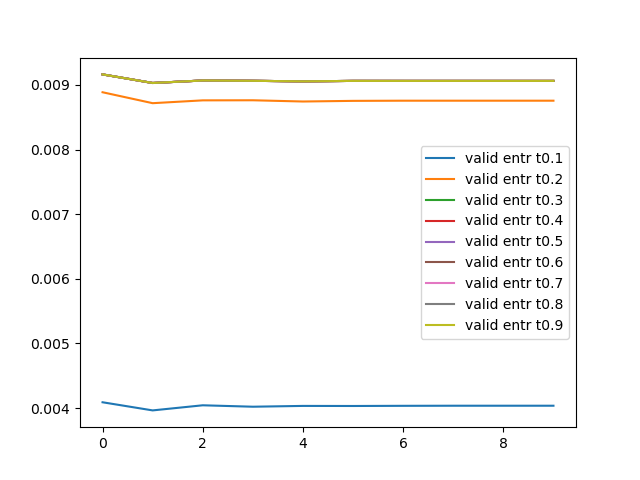 0.009
0.008
0.007
0.006
0.005
0.004
0 2 4 6 8
valid entr t0.1
valid entr t0.2
valid entr t0.3
valid entr t0.4
valid entr t0.5
valid entr t0.6
valid entr t0.7
valid entr t0.8
valid entr t0.9